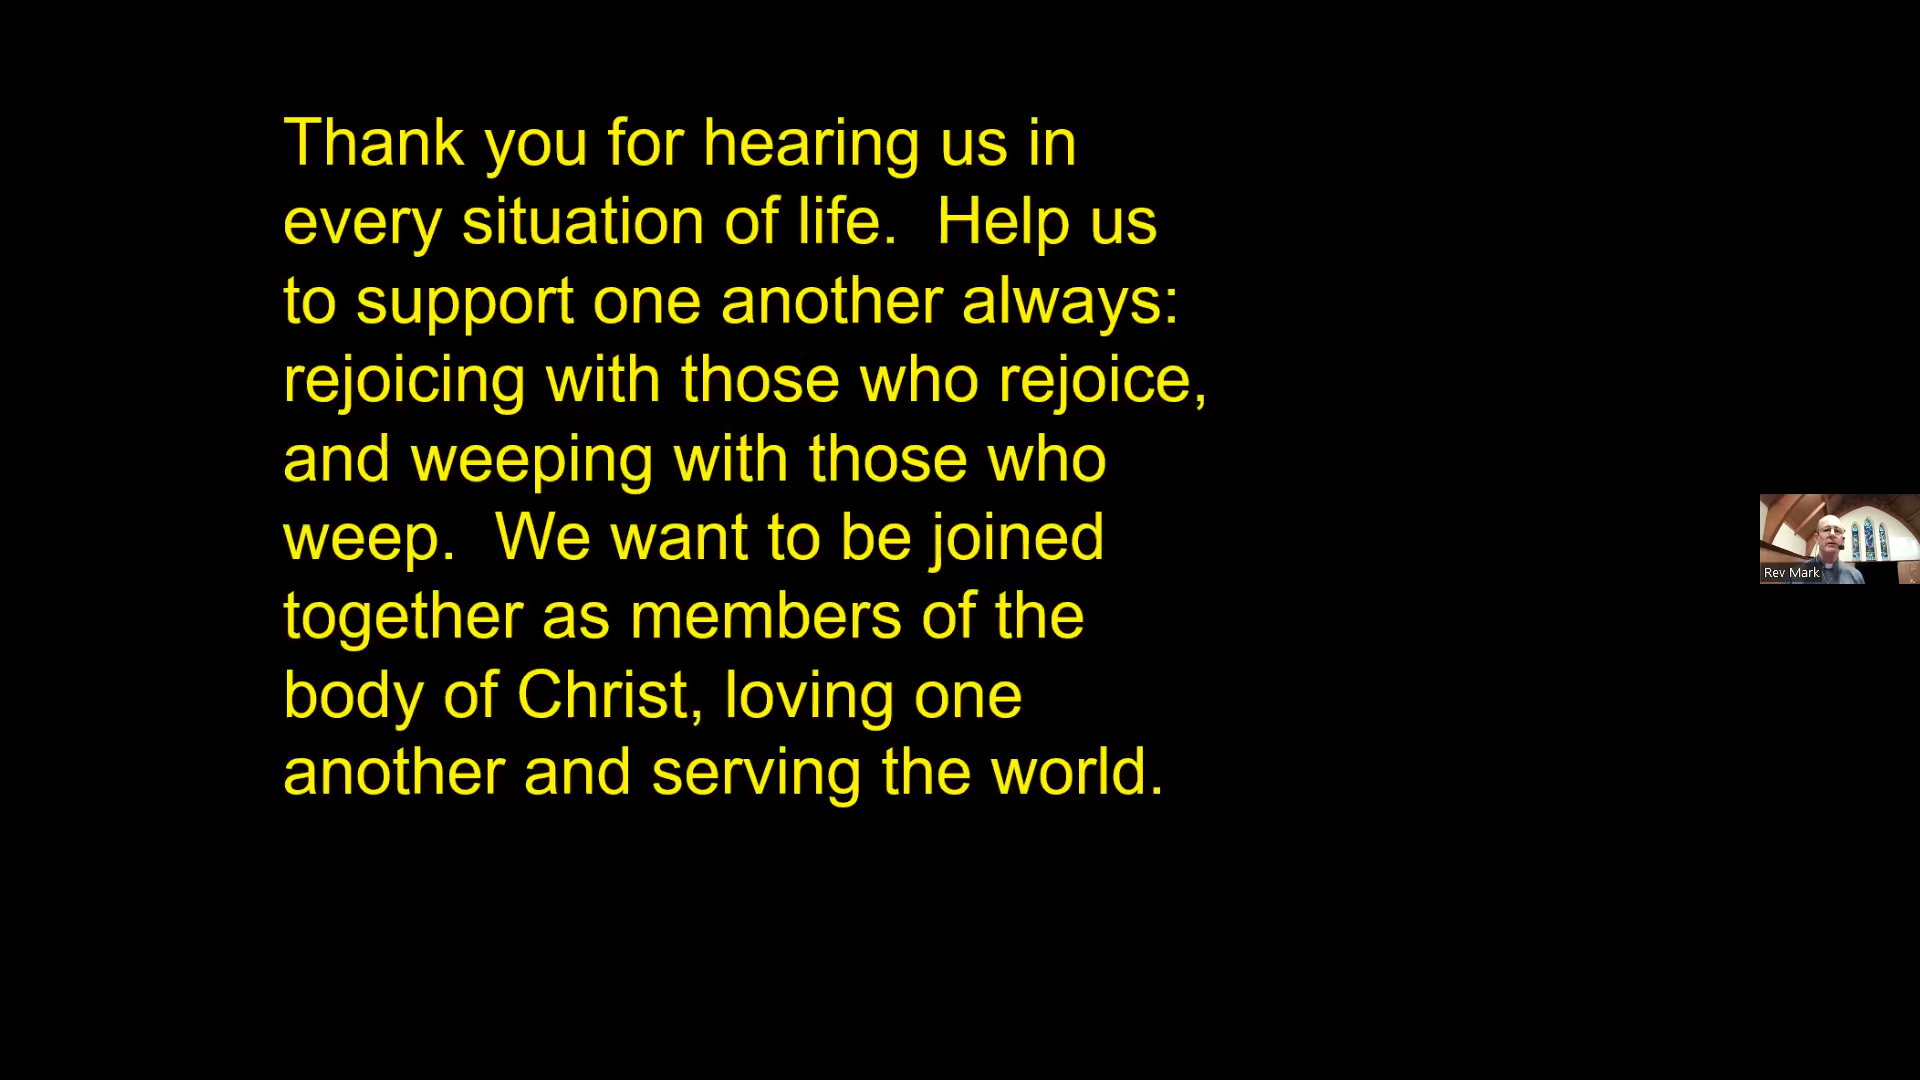 Thank you for hearing us in
every situation of life.  Help us
to support one another always:
rejoicing with those who rejoice,
and weeping with those who
weep.  We want to be joined
together as members of the
body of Christ, loving one
another and serving the world.
Rev Mark